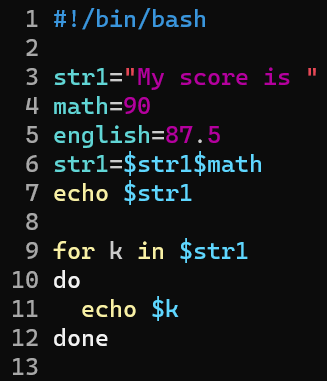 1 #!/bin/bash
2
3 str1="My score is "
4 math=90
5 english=87.5
6 str1=$str1$math
7 echo $str1
8
9 for k in $str1
10 do
11   echo $k
12 done
13